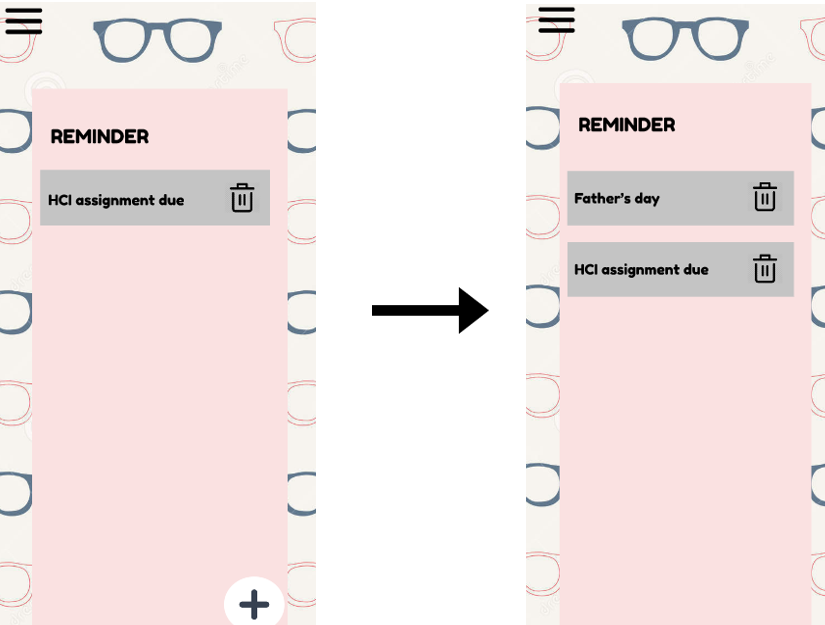 REMINDER
HCI assignment due
REMINDER
Father's day
HCI assignment due